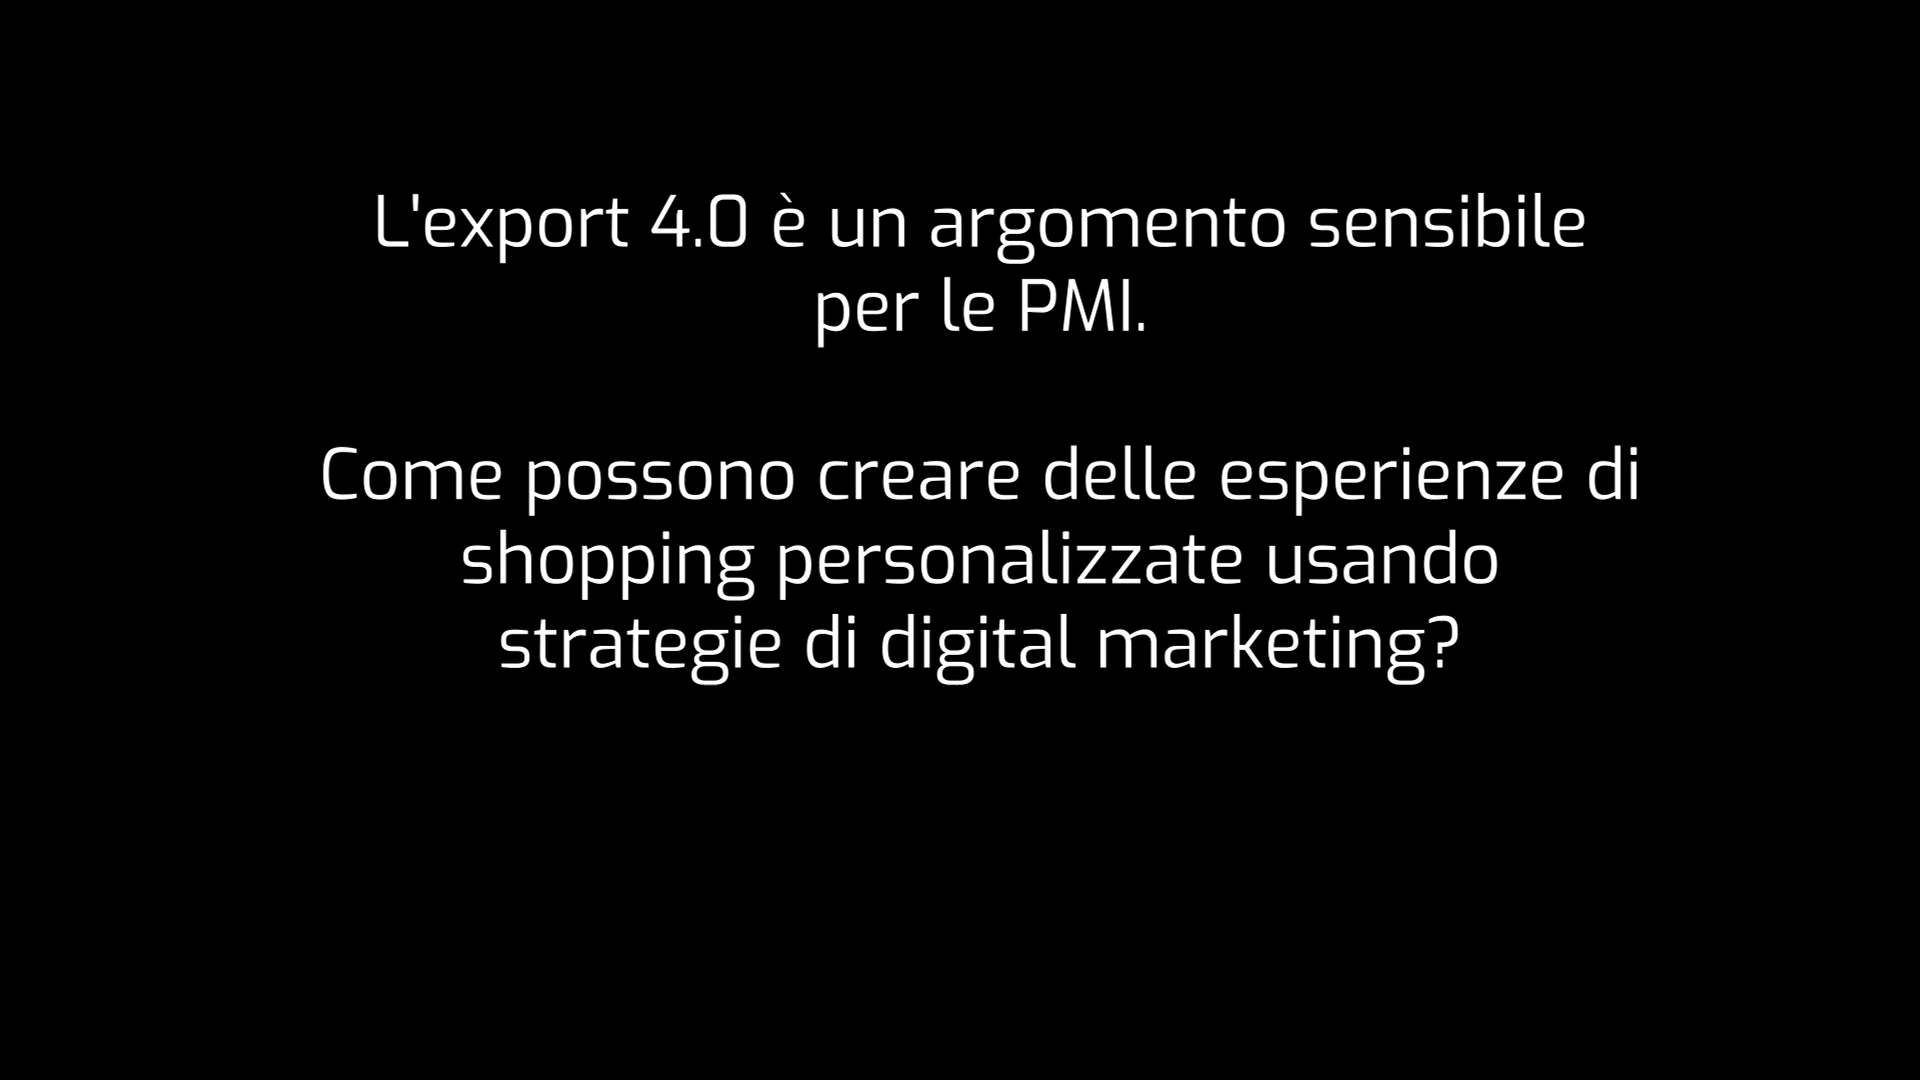 L'export 4.0 è un argomento sensibile
per le PMI.
Come possono creare delle esperienze di
shopping personalizzate usando
strategie di digital marketing?